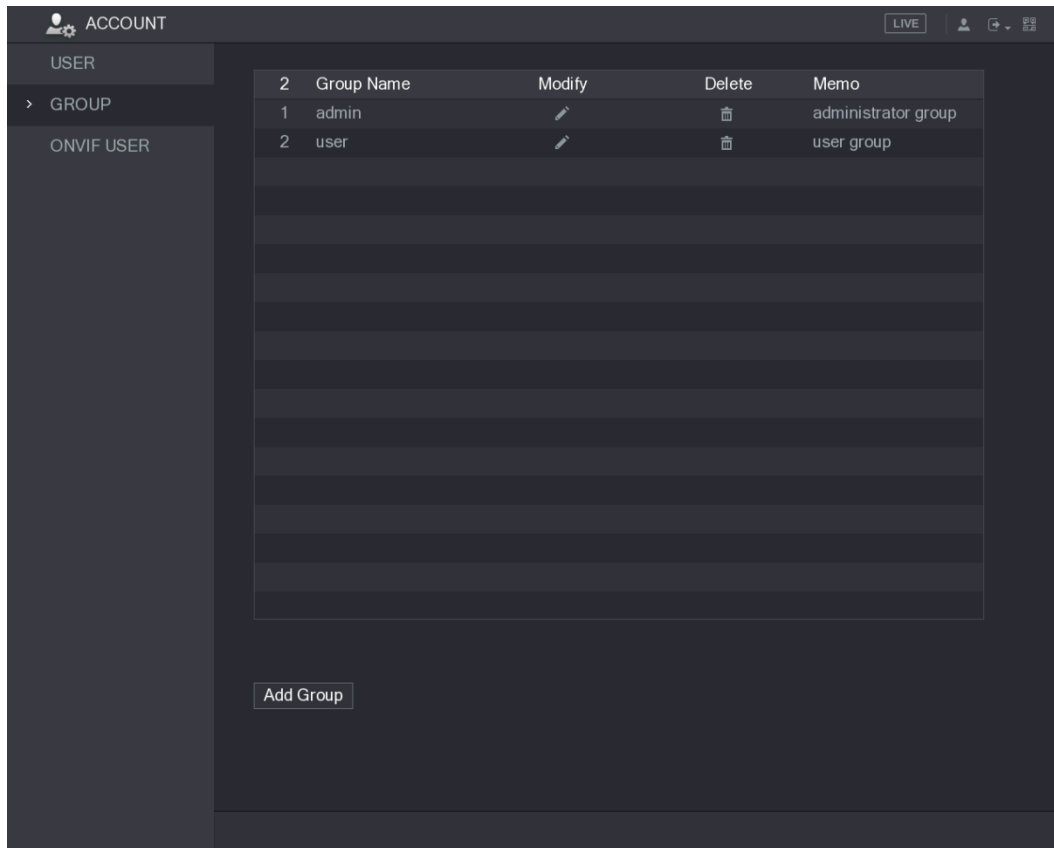 ACCOUNT
LIVE
USER
GROUP
ONVIF USER
2 Group Name Modify Delete Memo
1 admin administrator group
2 user user group
Add Group